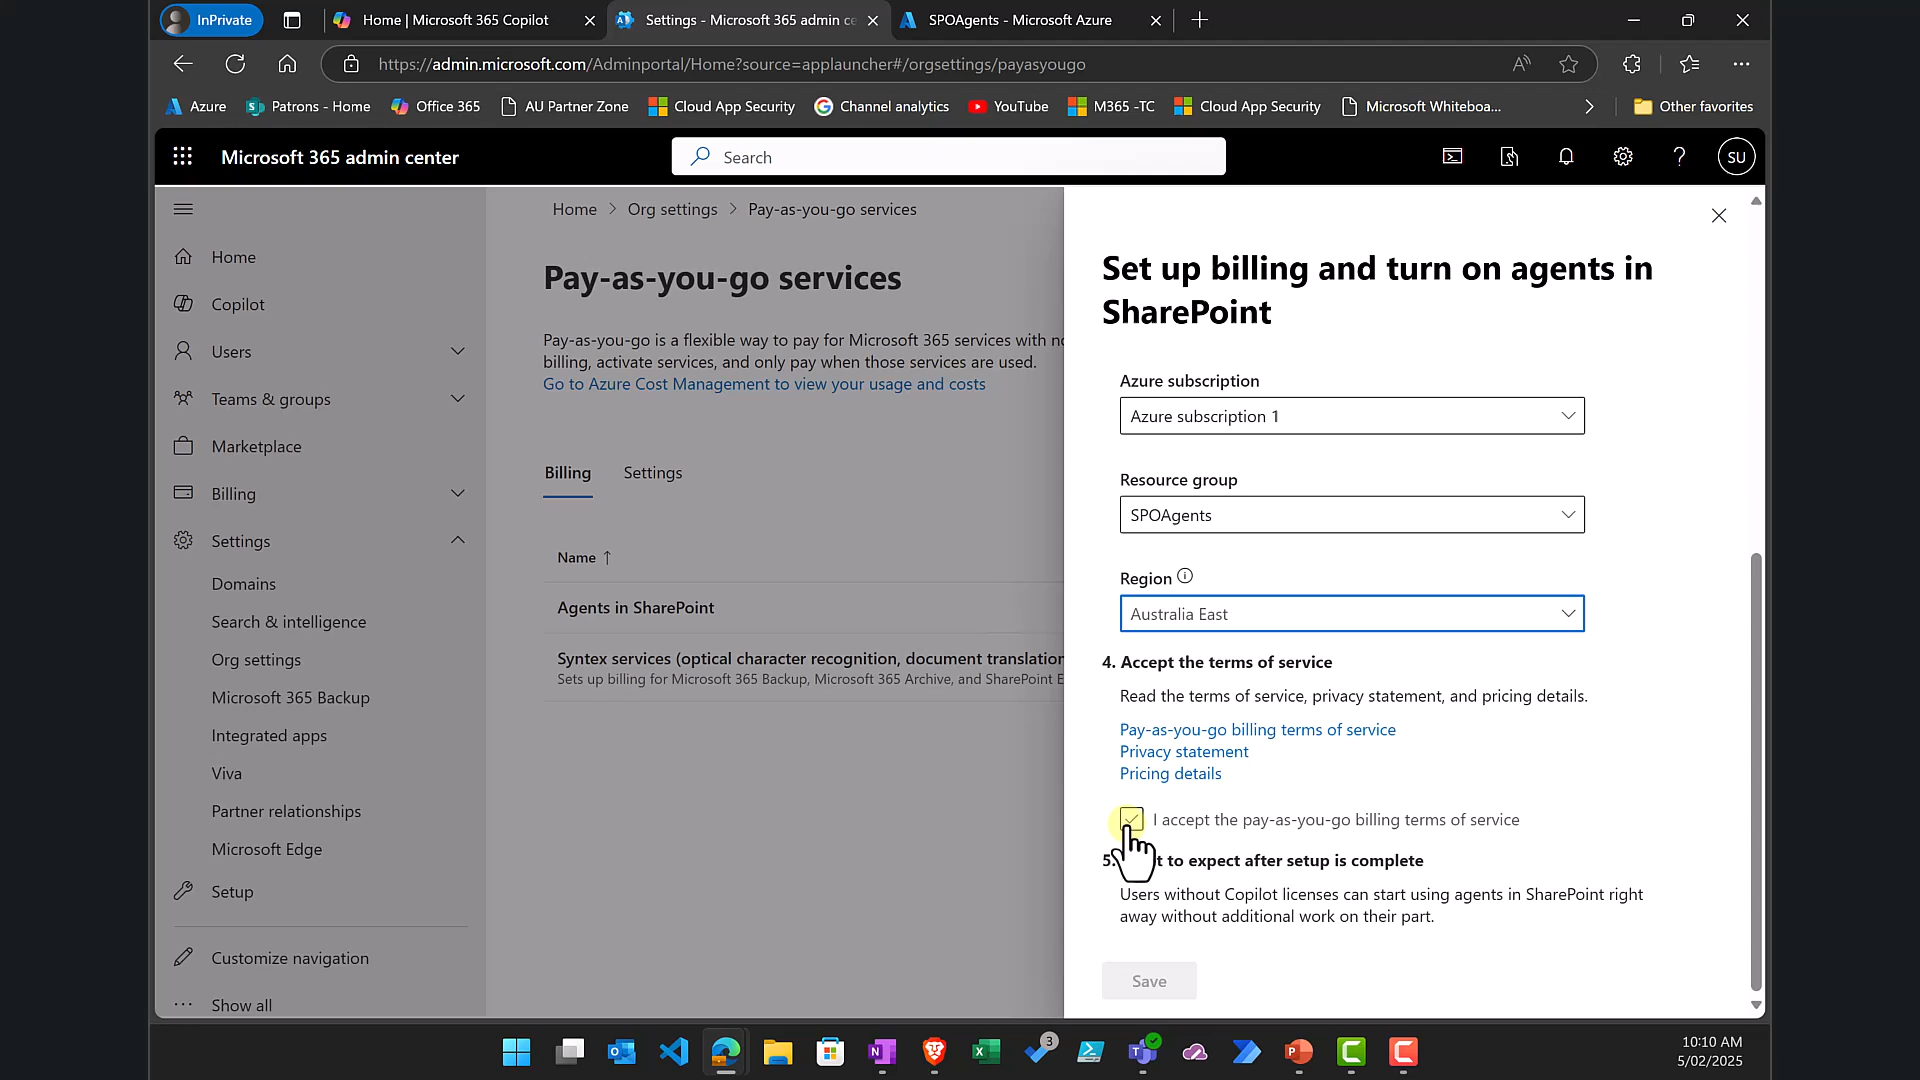 InPrivate
Home | Microsoft 365 Copilot
Settings - Microsoft 365 admin ce
SPOAgents - Microsoft Azure
https://admin.microsoft.com/Adminportal/Home?source=applauncher#/orgsettings/payasyougo
Azure
Patrons - Home
Office 365
AU Partner Zone
Cloud App Security
Channel analytics
YouTube
M365 -TC
Cloud App Security
Microsoft Whiteboa...
Other favorites
Microsoft 365 admin center
Search
SU
Home
Copilot
Users
Teams & groups
Marketplace
Billing
Settings
Domains
Search & intelligence
Org settings
Microsoft 365 Backup
Integrated apps
Viva
Partner relationships
Microsoft Edge
Setup
Customize navigation
Show all
Home > Org settings > Pay-as-you-go services
Pay-as-you-go services
Pay-as-you-go is a flexible way to pay for Microsoft 365 services with no
billing, activate services, and only pay when those services are used.
Go to Azure Cost Management to view your usage and costs
Billing
Settings
Name ↑
Agents in SharePoint
Syntex services (optical character recognition, document translation
Sets up billing for Microsoft 365 Backup, Microsoft 365 Archive, and SharePoint E
Set up billing and turn on agents in
SharePoint
Azure subscription
Azure subscription 1
Resource group
SPOAgents
Region
Australia East
4. Accept the terms of service
Read the terms of service, privacy statement, and pricing details.
Pay-as-you-go billing terms of service
Privacy statement
Pricing details
I accept the pay-as-you-go billing terms of service
5. t to expect after setup is complete
Users without Copilot licenses can start using agents in SharePoint right
away without additional work on their part.
Save
3
10:10 AM
5/02/2025